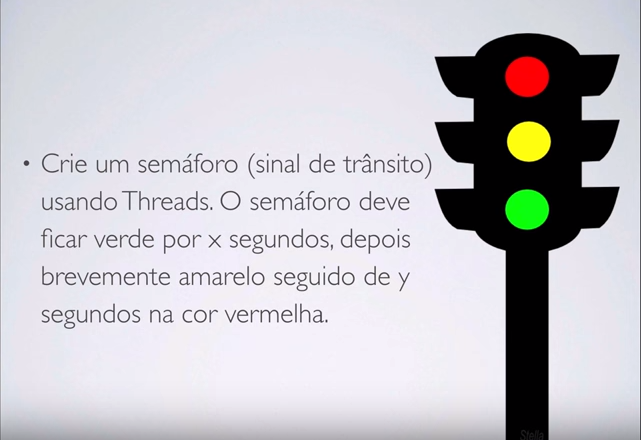 • Crie um semáforo (sinal de trânsito)
usando Threads. O semáforo deve
ficar verde por x segundos, depois
brevemente amarelo seguido de y
segundos na cor vermelha.
Stella